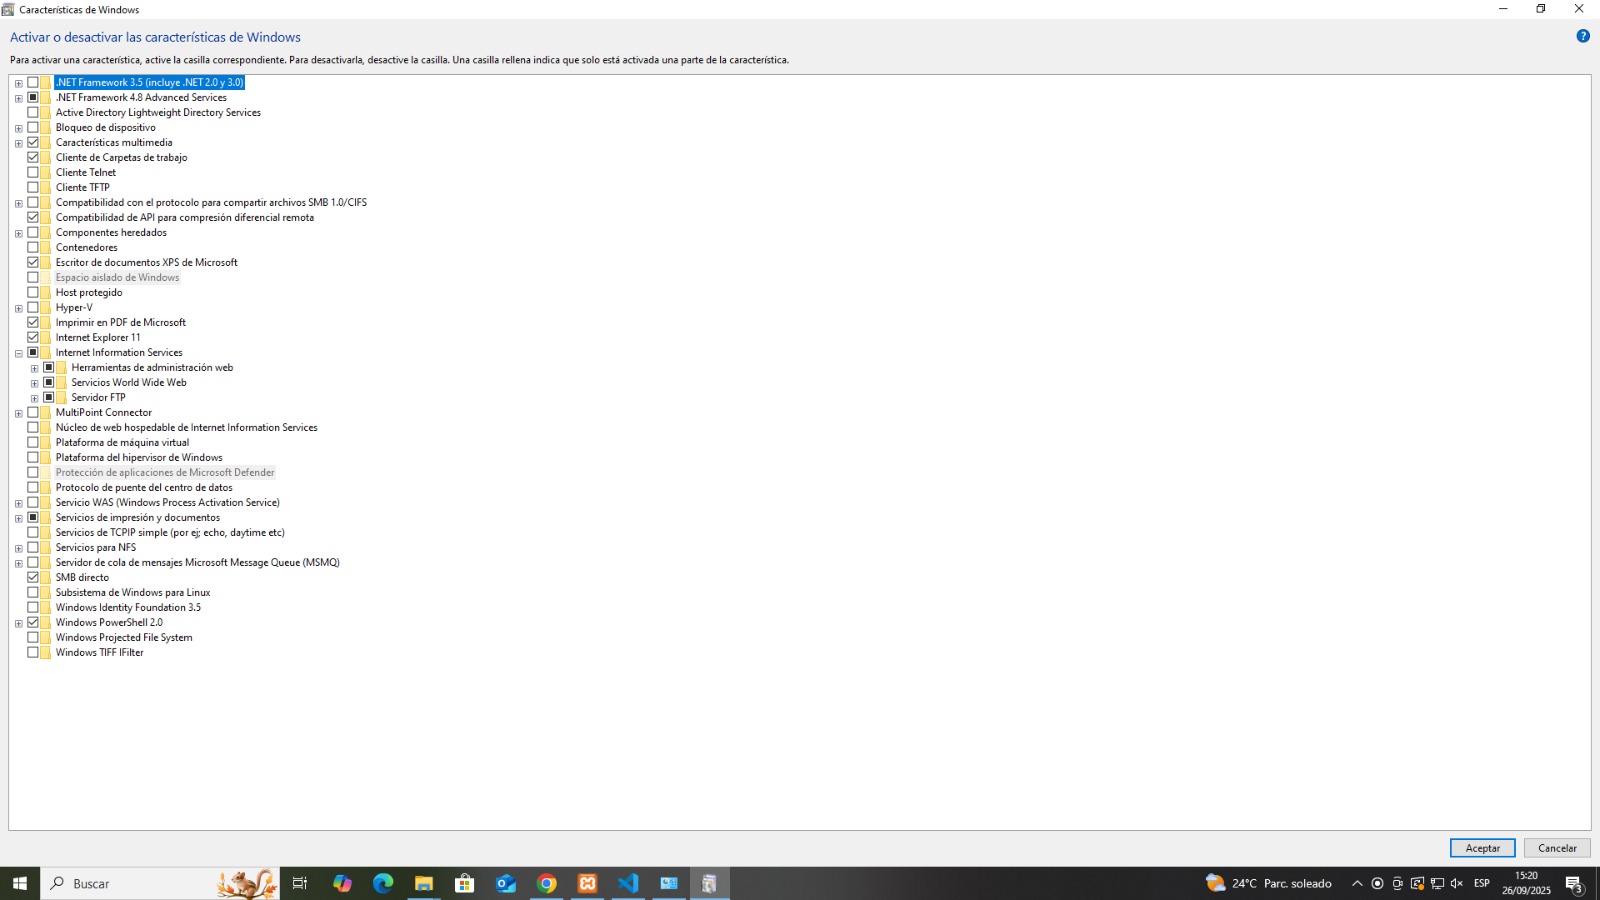 Características de Windows
Activar o desactivar las características de Windows
Para activar una característica, active la casilla correspondiente. Para desactivarla, desactive la casilla. Una casilla rellena indica que solo está activada una parte de la característica.
.NET Framework 3.5 (incluye .NET 2.0 y 3.0)
.NET Framework 4.8 Advanced Services
Active Directory Lightweight Directory Services
Bloqueo de dispositivo
Características multimedia
Cliente de Carpetas de trabajo
Cliente Telnet
Cliente TFTP
Compatibilidad con el protocolo para compartir archivos SMB 1.0/CIFS
Compatibilidad de API para compresión diferencial remota
Componentes heredados
Contenedores
Escritor de documentos XPS de Microsoft
Espacio aislado de Windows
Host protegido
Hyper-V
Imprimir en PDF de Microsoft
Internet Explorer 11
Internet Information Services
Herramientas de administración web
Servicios World Wide Web
Servidor FTP
MultiPoint Connector
Núcleo de web hospedable de Internet Information Services
Plataforma de máquina virtual
Plataforma del hipervisor de Windows
Protección de aplicaciones de Microsoft Defender
Protocolo de puente del centro de datos
Servicio WAS (Windows Process Activation Service)
Servicios de impresión y documentos
Servicios de TCPIP simple (por ej; echo, daytime etc)
Servicios para NFS
Servidor de cola de mensajes Microsoft Message Queue (MSMQ)
SMB directo
Subsistema de Windows para Linux
Windows Identity Foundation 3.5
Windows PowerShell 2.0
Windows Projected File System
Windows TIFF IFilter
Aceptar
Cancelar
Buscar
24°C Parc. soleado
ESP
15:20
26/09/2025
3